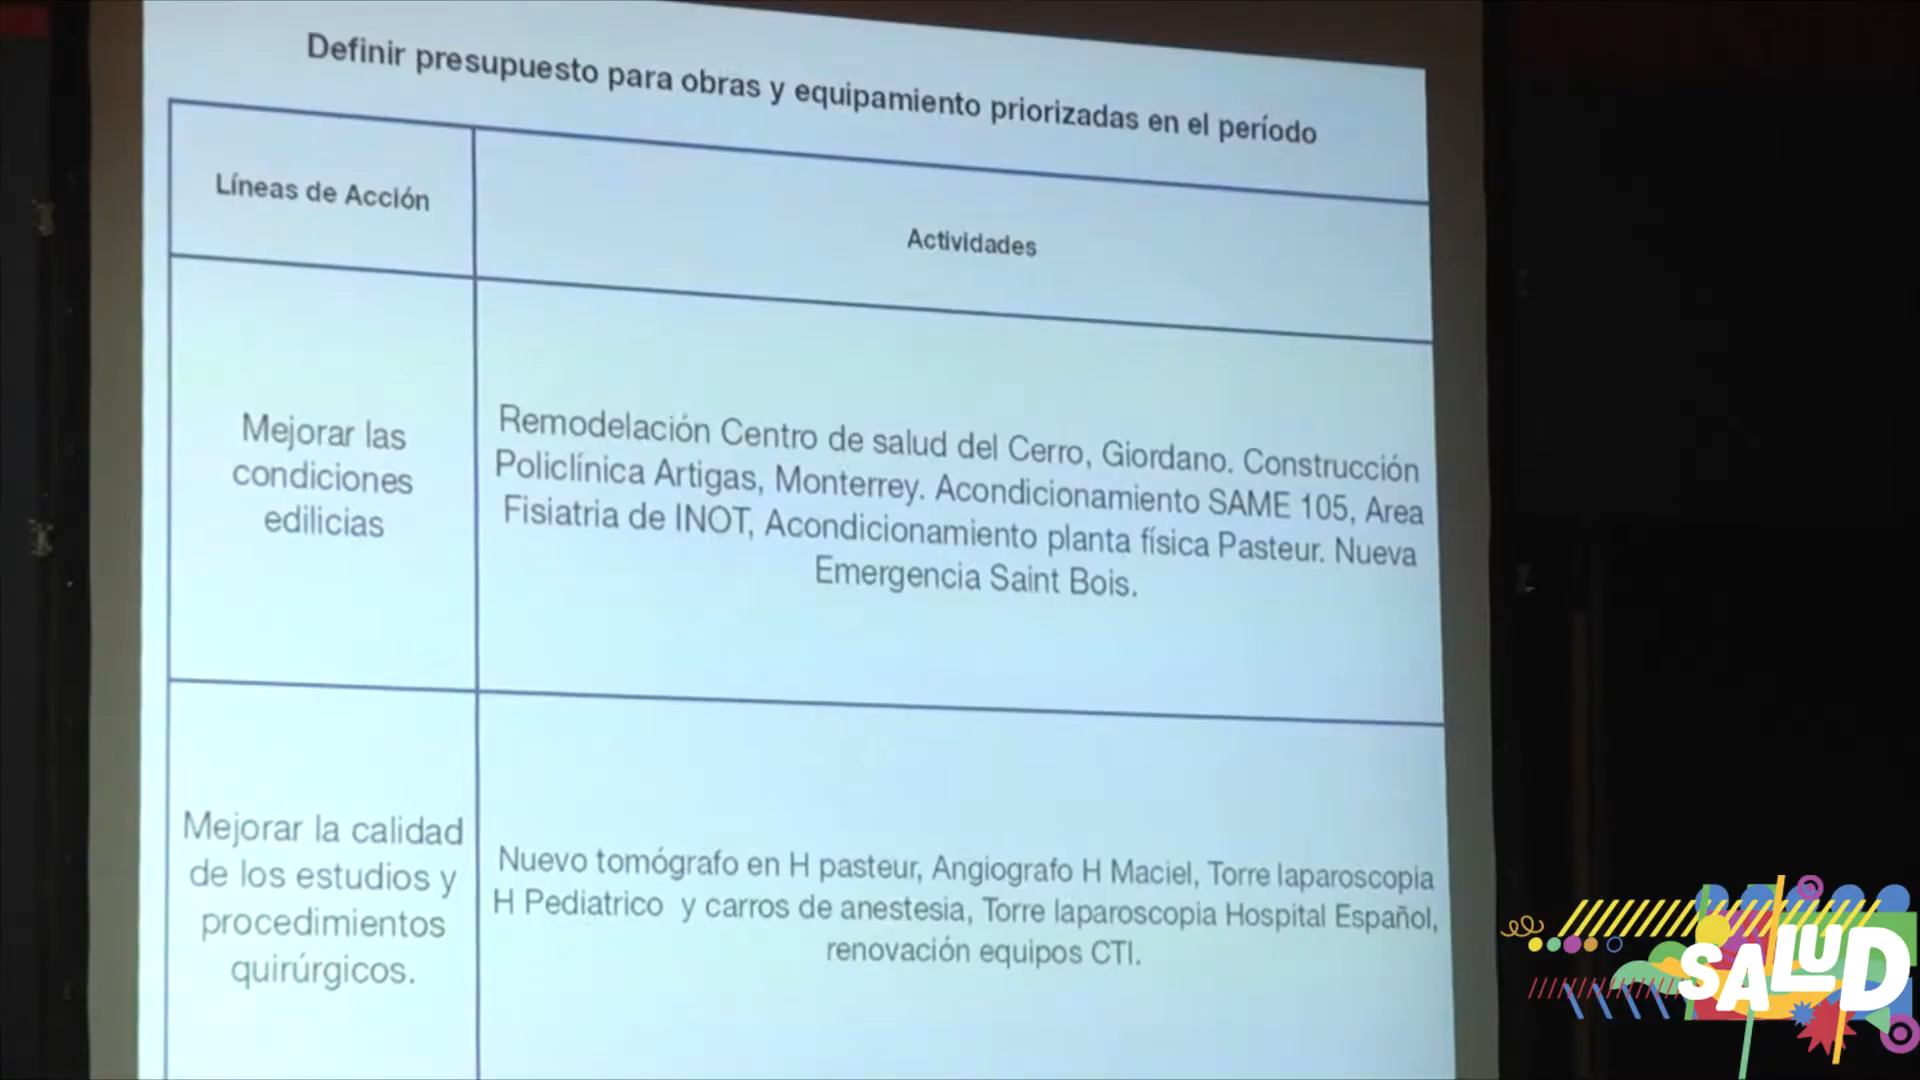 Definir presupuesto para obras y equipamiento priorizadas en el período
Líneas de Acción
Actividades
Mejorar las
condiciones
edilicias
Remodelación Centro de salud del Cerro, Giordano. Construcción
Policlínica Artigas, Monterrey. Acondicionamiento SAME 105, Area
Fisiatria de INOT, Acondicionamiento planta física Pasteur. Nueva
Emergencia Saint Bois.
Mejorar la calidad
de los estudios y
procedimientos
quirúrgicos.
Nuevo tomógrafo en H pasteur, Angiografo H Maciel, Torre laparoscopia
H Pediatrico y carros de anestesia, Torre laparoscopia Hospital Español,
renovación equipos CTI.
SALUD